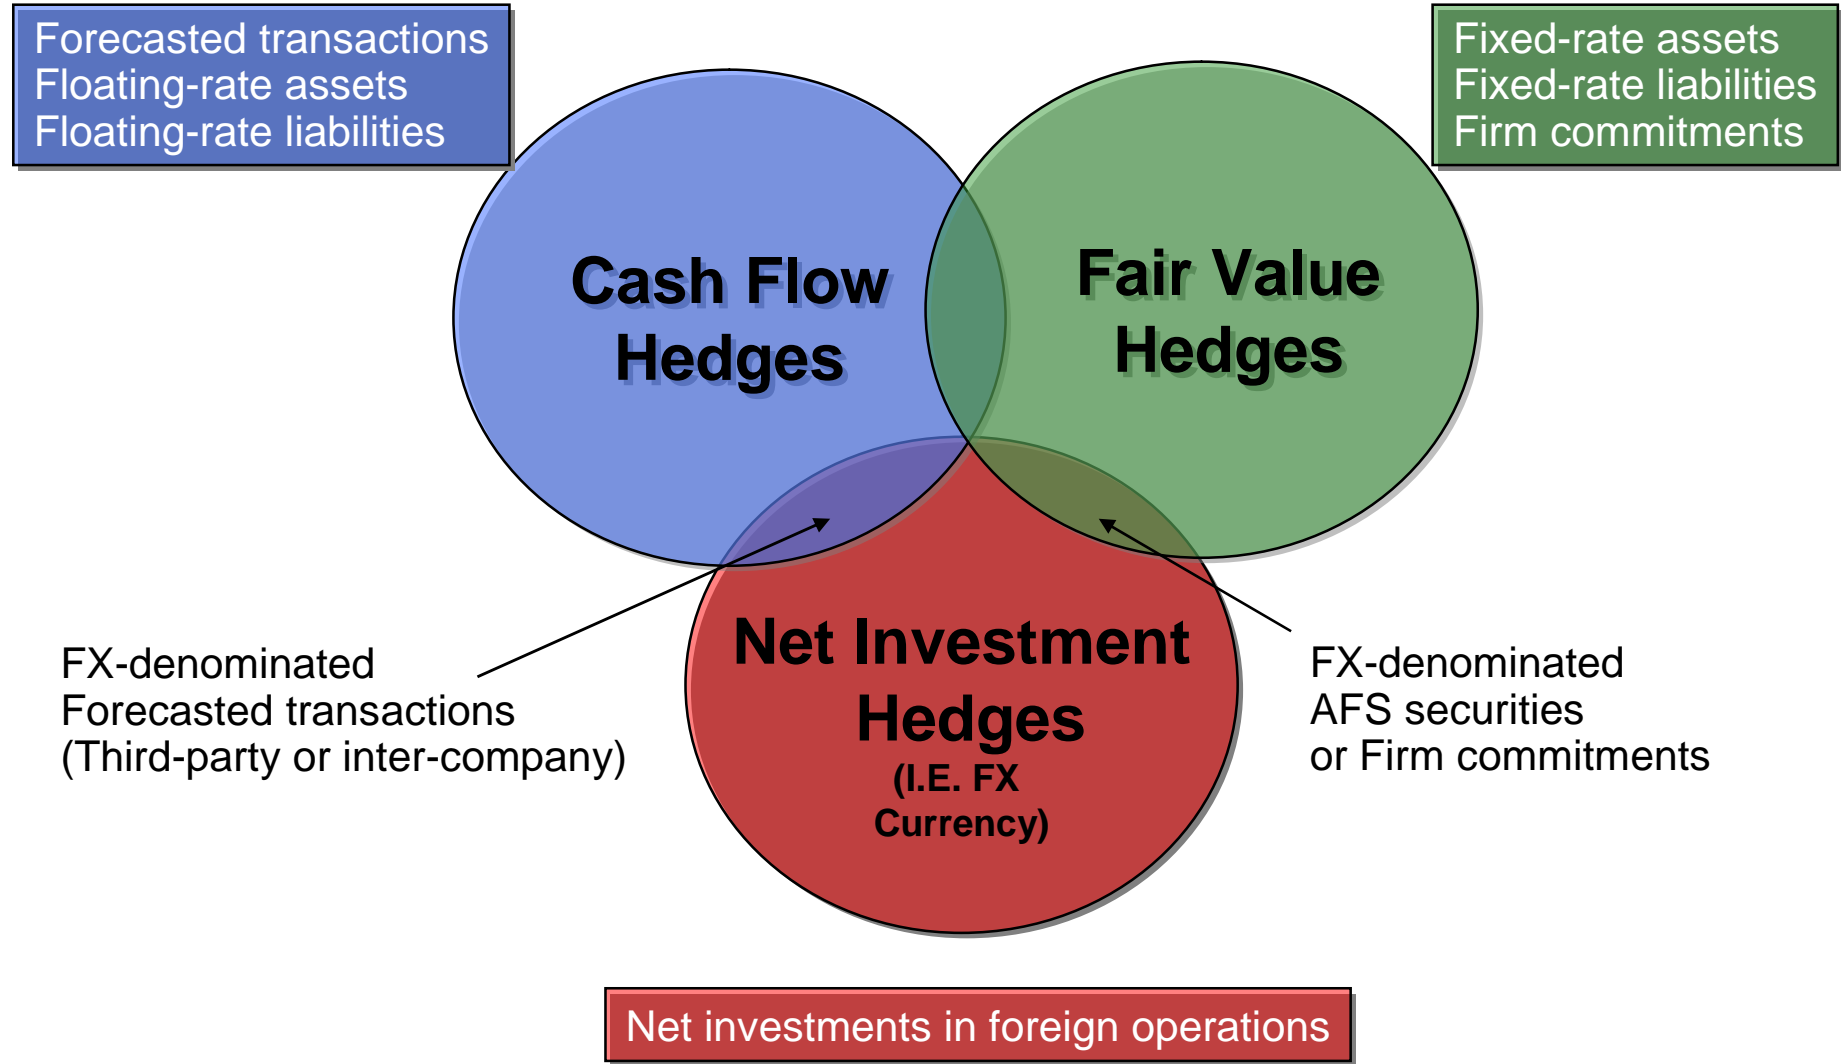 Forecasted transactions
Floating-rate assets
Floating-rate liabilities
Fixed-rate assets
Fixed-rate liabilities
Firm commitments
Cash Flow
Hedges
Fair Value
Hedges
Net Investment
Hedges
(I.E. FX
Currency)
FX-denominated
Forecasted transactions
(Third-party or inter-company)
FX-denominated
AFS securities
or Firm commitments
Net investments in foreign operations